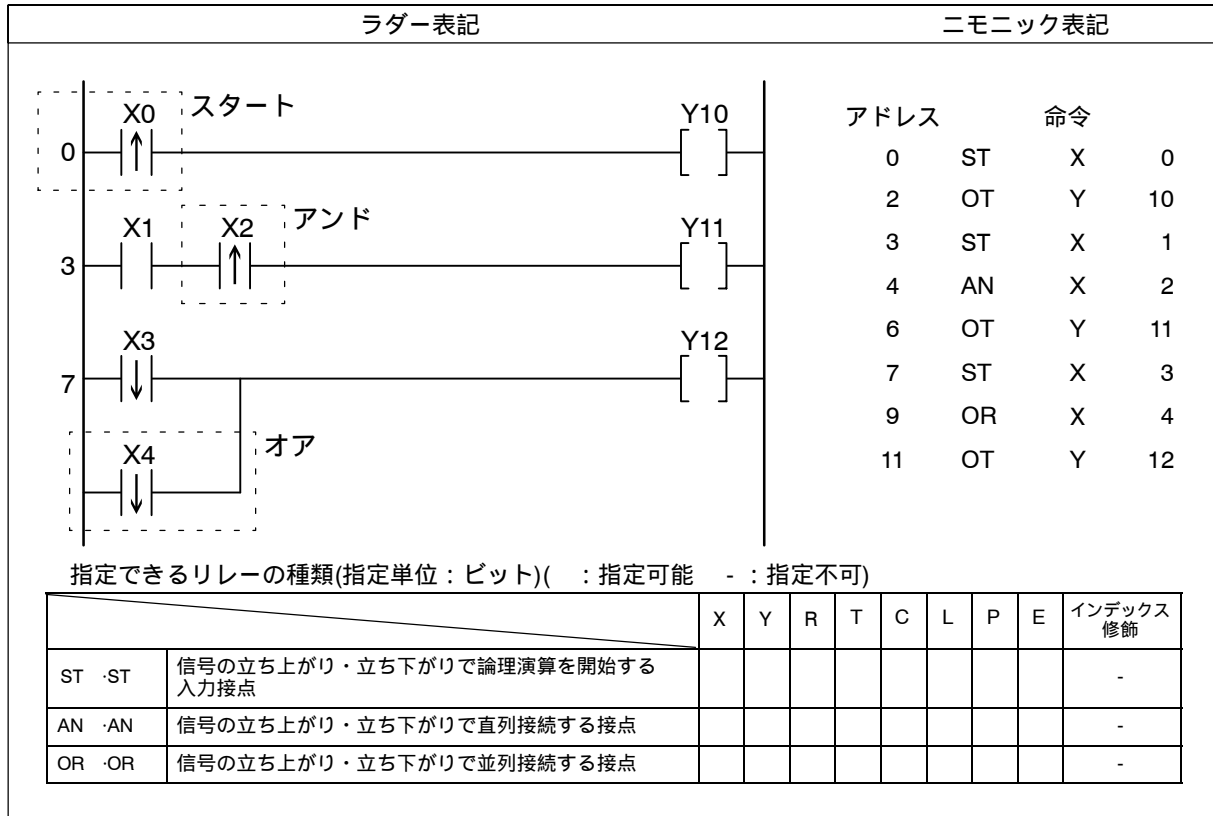 ラダー表記 ニモニック表記
X0 スタート Y10
0
X1 X2 アンド Y11
3
X3 Y12
7
X4 オア
アドレス 命令
0 ST X 0
2 OT Y 10
3 ST X 1
4 AN X 2
6 OT Y 11
7 ST X 3
9 OR X 4
11 OT Y 12
指定できるリレーの種類(指定単位：ビット)( ：指定可能 - ：指定不可)
X Y R T C L P E インデックス
修飾
ST ·ST 信号の立ち上がり・立ち下がりで論理演算を開始する
入力接点 -
AN ·AN 信号の立ち上がり・立ち下がりで直列接続する接点 -
OR ·OR 信号の立ち上がり・立ち下がりで並列接続する接点 -